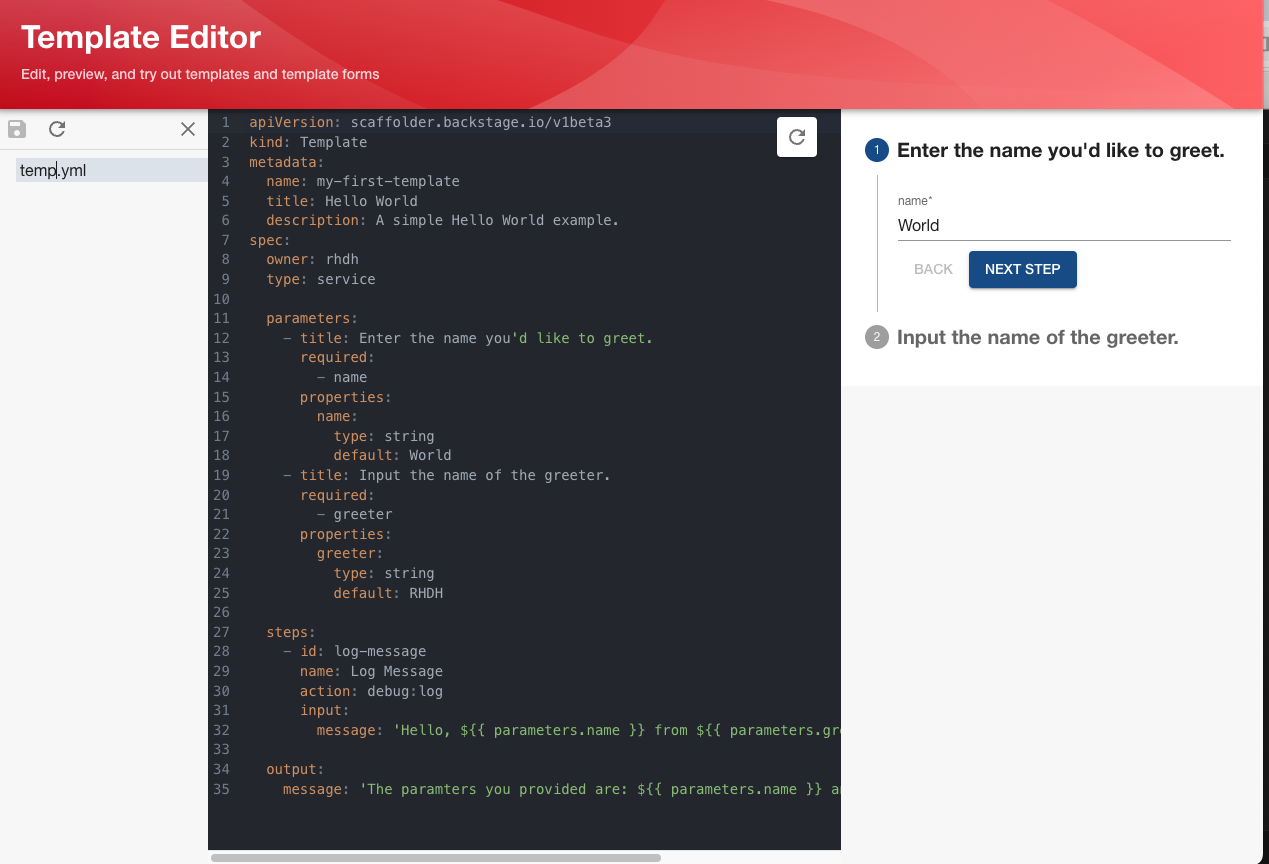 Template Editor
Edit, preview, and try out templates and template forms
temp.yml
1 apiVersion: scaffolder.backstage.io/v1beta3
2 kind: Template
3 metadata:
4   name: my-first-template
5   title: Hello World
6   description: A simple Hello World example.
7 spec:
8   owner: rhdh
9   type: service
10
11   parameters:
12     - title: Enter the name you'd like to greet.
13       required:
14         - name
15       properties:
16         name:
17           type: string
18           default: World
19     - title: Input the name of the greeter.
20       required:
21         - greeter
22       properties:
23         greeter:
24           type: string
25           default: RHDH
26
27   steps:
28     - id: log-message
29       name: Log Message
30       action: debug:log
31       input:
32         message: 'Hello, ${{ parameters.name }} from ${{ parameters.gre
33
34   output:
35     message: 'The paramters you provided are: ${{ parameters.name }} a
1 Enter the name you'd like to greet.
name*
World
BACK NEXT STEP
2 Input the name of the greeter.